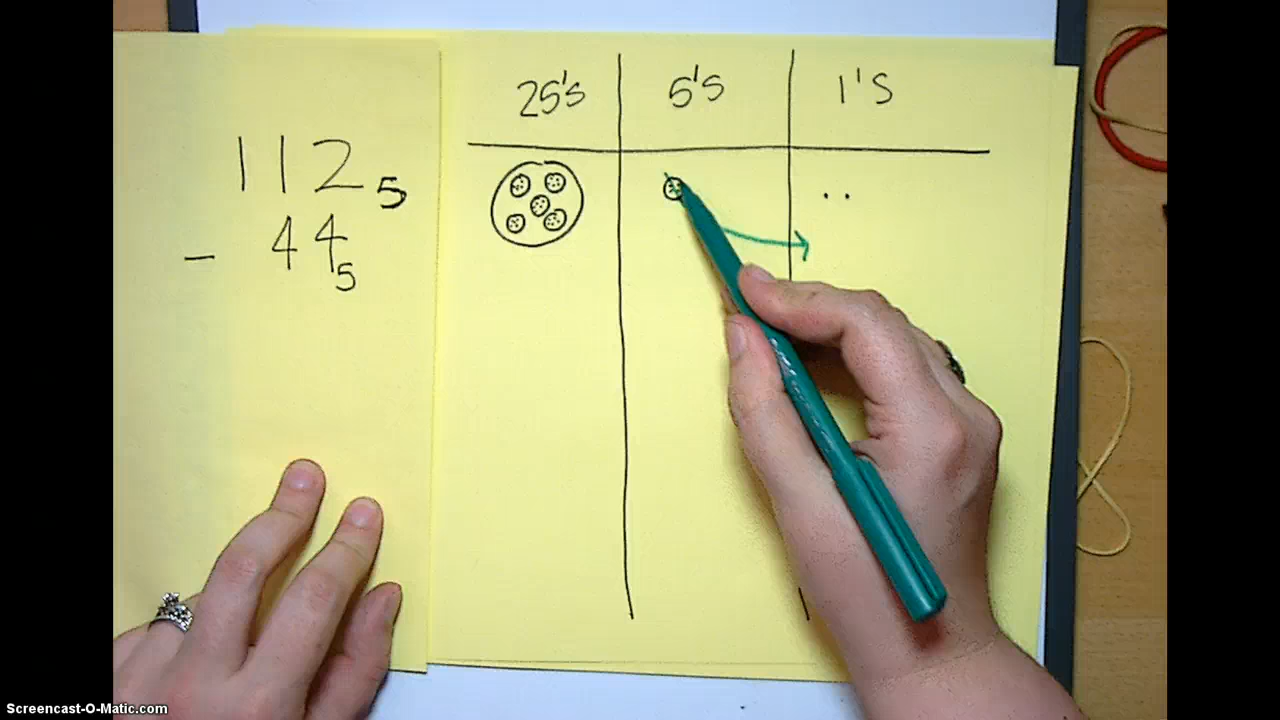 112₅
- 44₅
25's 5's 1's
Screencast-O-Matic.com